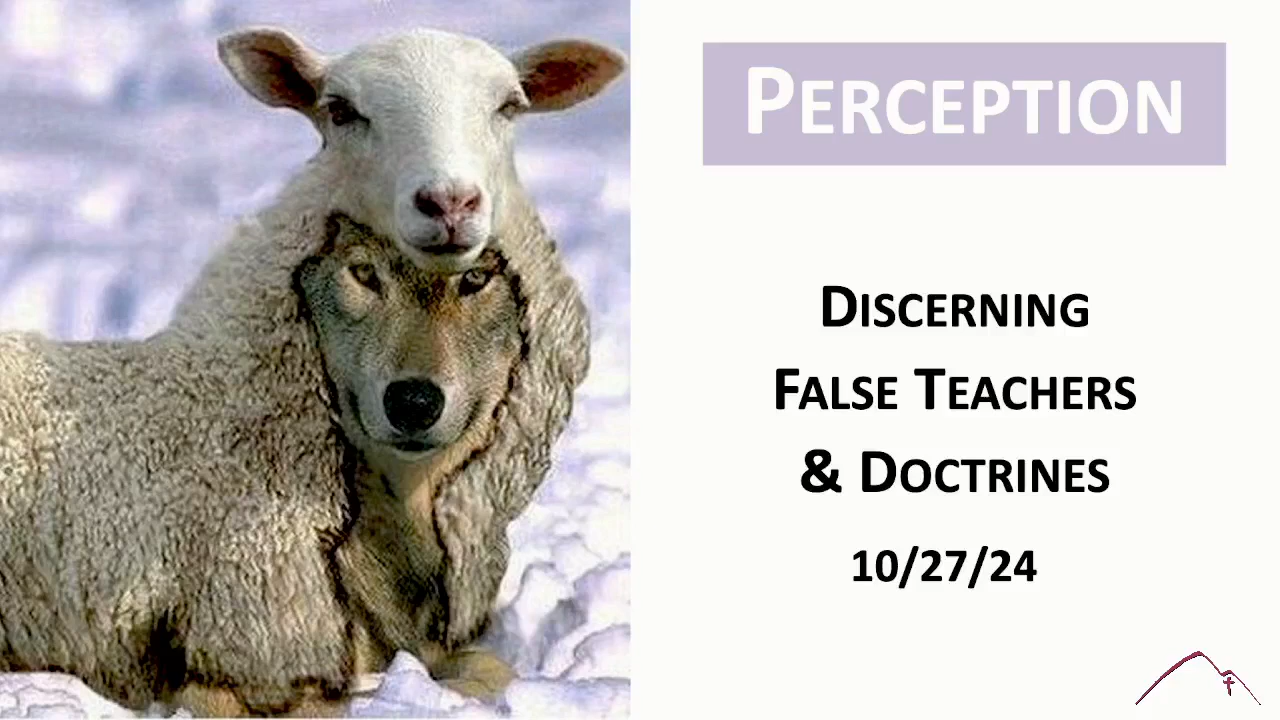 PERCEPTION
DISCERNING
FALSE TEACHERS
& DOCTRINES
10/27/24